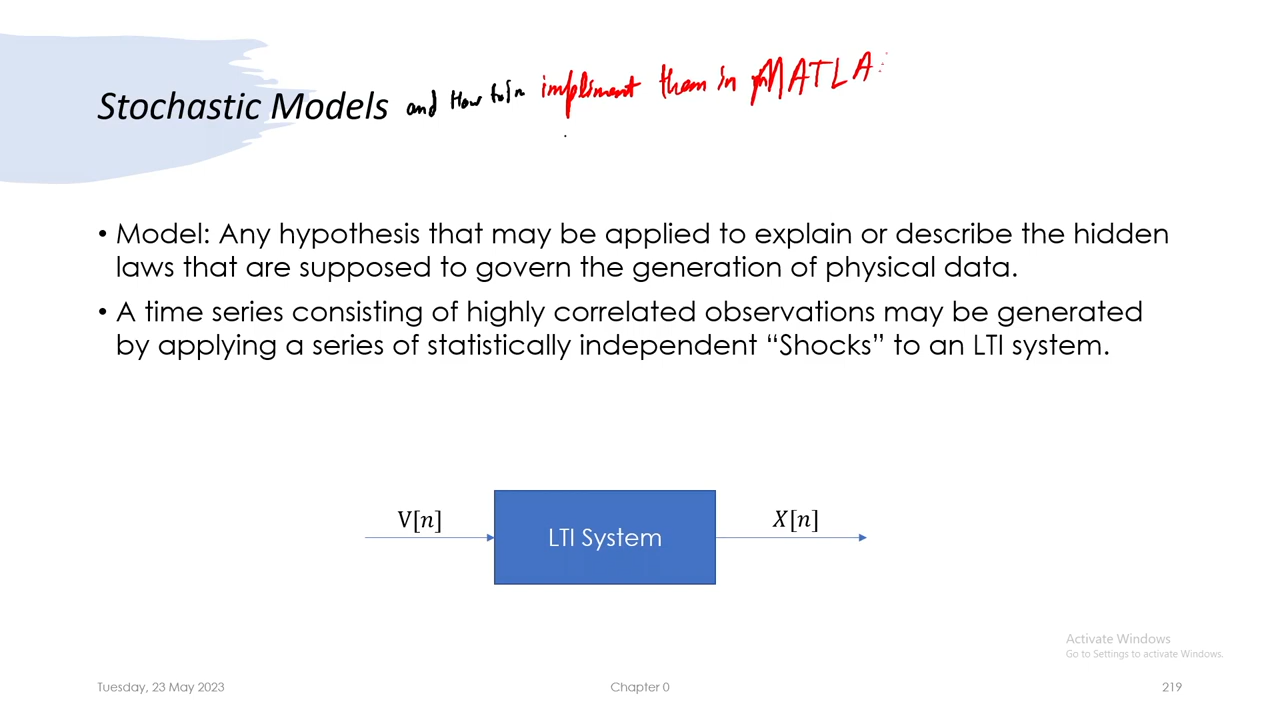 Stochastic Models and How to implement them in MATLA
• Model: Any hypothesis that may be applied to explain or describe the hidden
laws that are supposed to govern the generation of physical data.
• A time series consisting of highly correlated observations may be generated
by applying a series of statistically independent “Shocks” to an LTI system.
V[n]
LTI System
X[n]
Activate Windows
Go to Settings to activate Windows.
Tuesday, 23 May 2023
Chapter 0
219